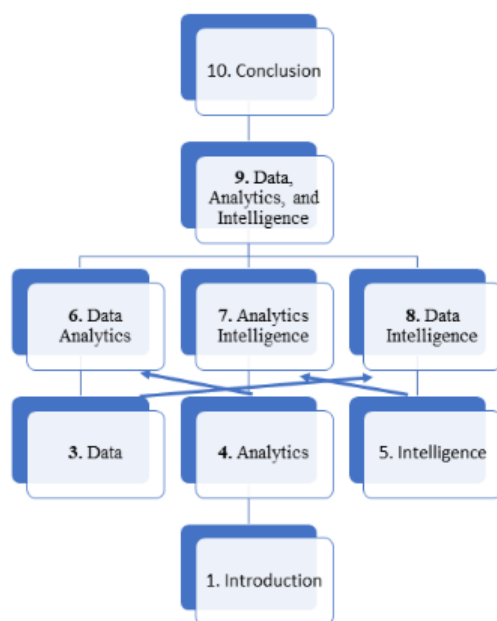 10. Conclusion
9. Data,
Analytics, and
Intelligence
6. Data
Analytics
7. Analytics
Intelligence
8. Data
Intelligence
3. Data
4. Analytics
5. Intelligence
1. Introduction